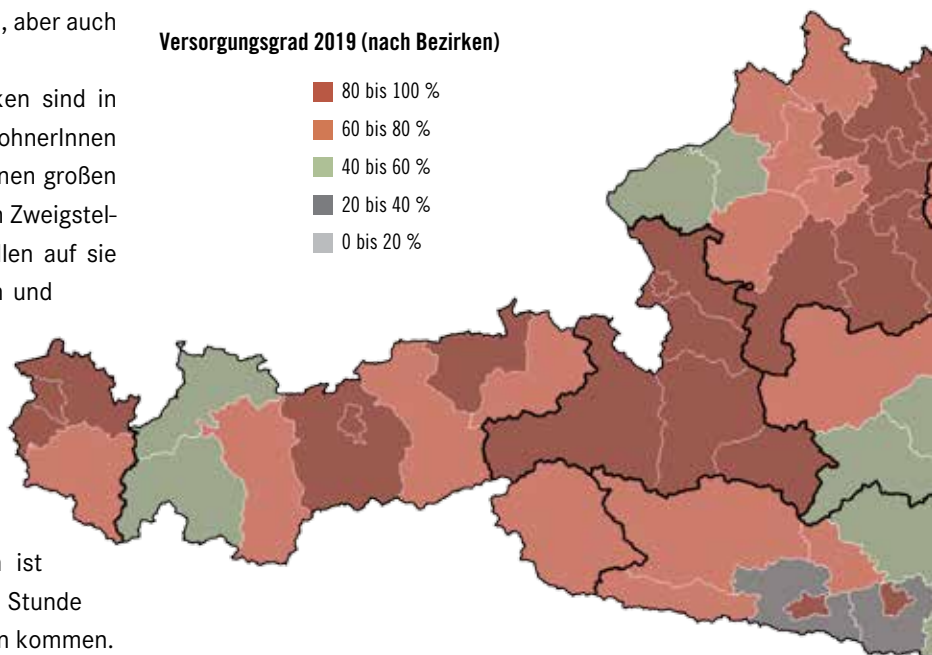 , aber auch
ken sind in
ohnerInnen
nen großen
n Zweigstel-
llen auf sie
n und
ist
Stunde
n kommen.
Versorgungsgrad 2019 (nach Bezirken)
80 bis 100 %
60 bis 80 %
40 bis 60 %
20 bis 40 %
0 bis 20 %